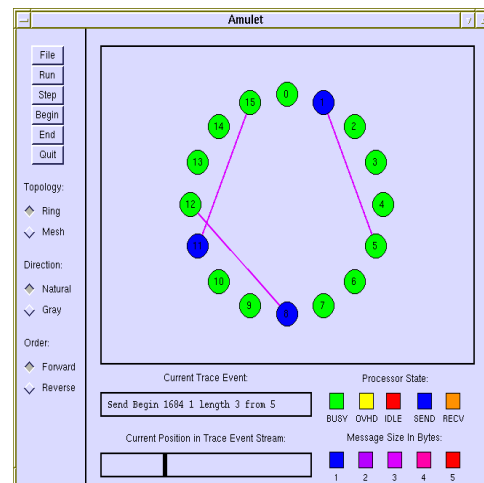 Amulet
File
Run
Step
Begin
End
Quit
Topology:
Ring
Mesh
Direction:
Natural
Gray
Order:
Forward
Reverse
0
1
2
3
4
5
6
7
8
9
10
11
12
13
14
15
Current Trace Event:
Send Begin 1684 1 length 3 from 5
Current Position in Trace Event Stream:
Processor State:
BUSY OVHD IDLE SEND RECV
Message Size In Bytes:
1 2 3 4 5